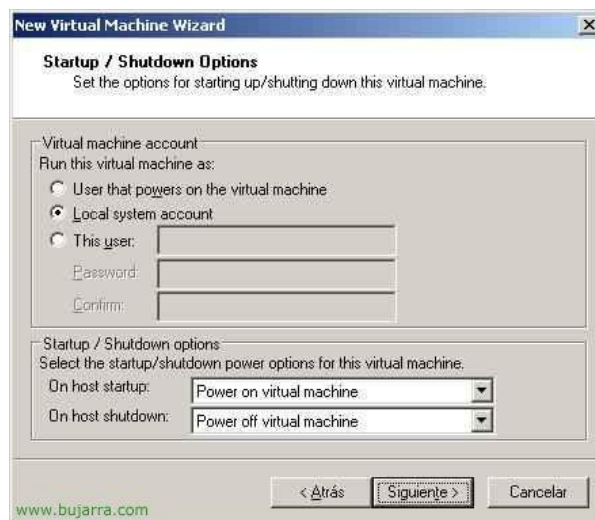 New Virtual Machine Wizard
Startup / Shutdown Options
Set the options for starting up/shutting down this virtual machine.
Virtual machine account
Run this virtual machine as:
User that powers on the virtual machine
Local system account
This user:
Password:
Confirm:
Startup / Shutdown options
Select the startup/shutdown power options for this virtual machine.
On host startup: Power on virtual machine
On host shutdown: Power off virtual machine
< Atrás Siguiente > Cancelar
www.bujarra.com